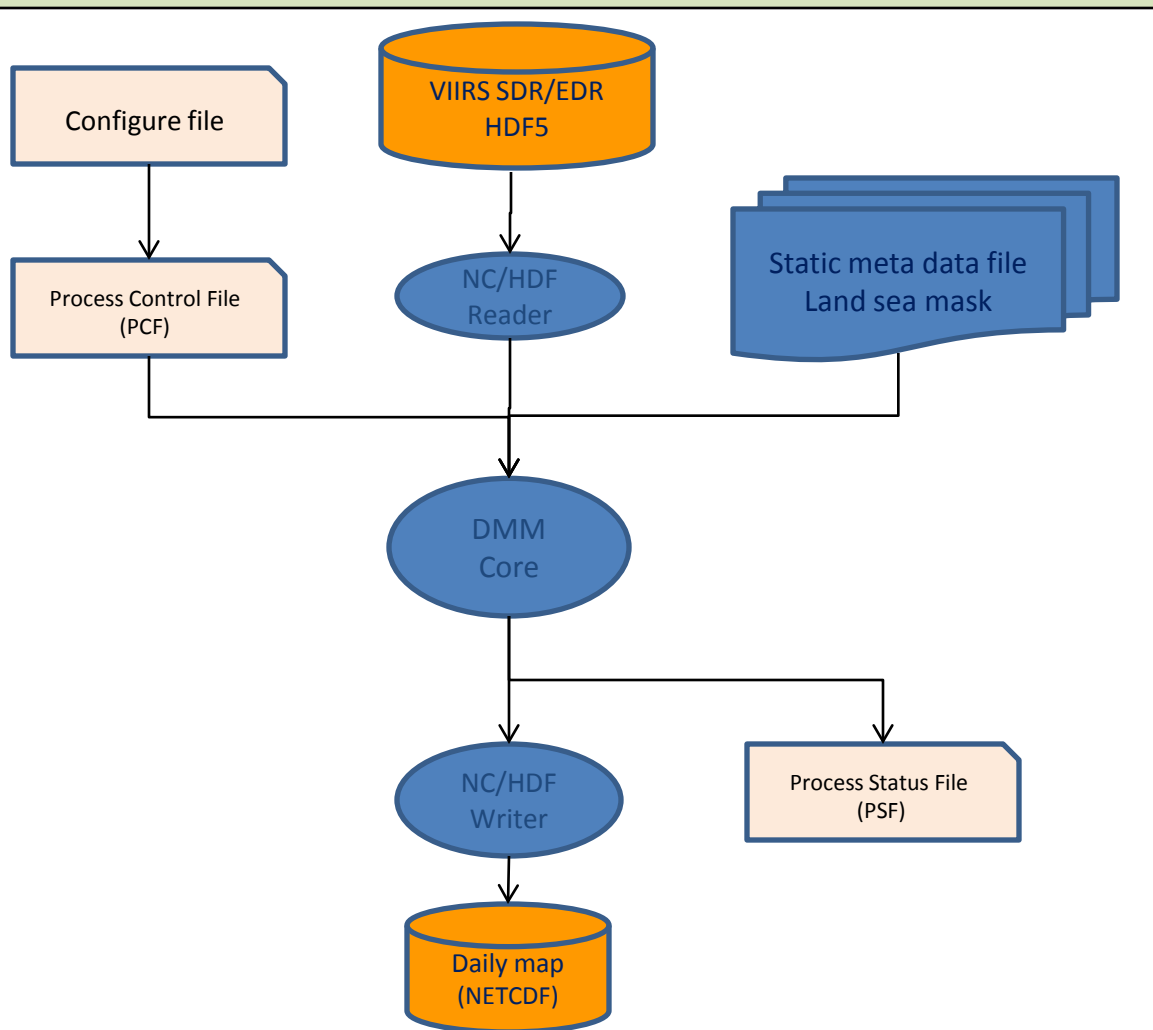 Configure file
VIIRS SDR/EDR
HDF5
Process Control File
(PCF)
NC/HDF
Reader
Static meta data file
Land sea mask
DMM
Core
NC/HDF
Writer
Process Status File
(PSF)
Daily map
(NETCDF)